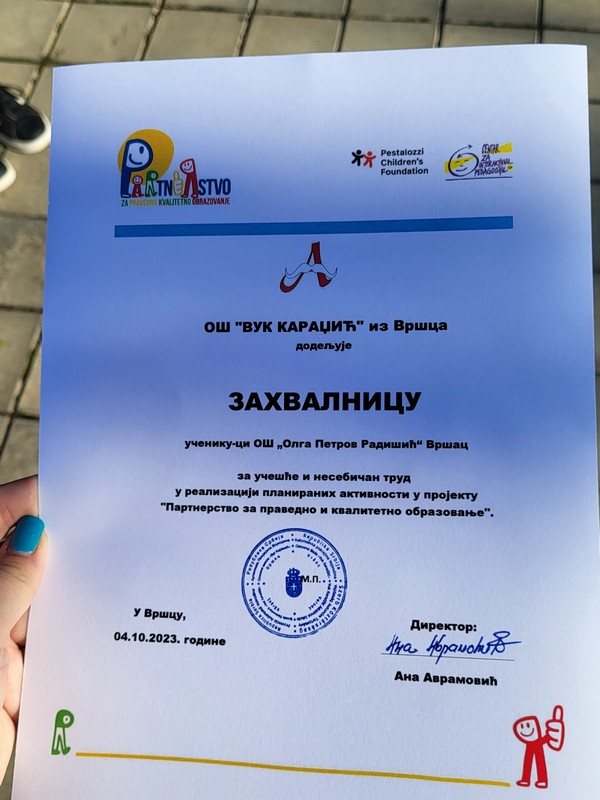 PARTNERSTVO
ZA PRAVEDNO KVALITETNO OBRAZOVANJE
Pestalozzi
Children's
Foundation
CENTAR
ZA
INTERAKTIVNU
PEDAGOGIJU
ОШ "ВУК КАРАЏИЋ" из Вршца
додељује
ЗАХВАЛНИЦУ
ученику-ци ОШ „Олга Петров Радишић“ Вршац
за учешће и несебичан труд
у реализацији планираних активности у пројекту
"Партнерство за праведно и квалитетно образовање".
М.П.
У Вршцу,
04.10.2023. године
Директор:
Ана Аврамовић
Ана Аврамовић